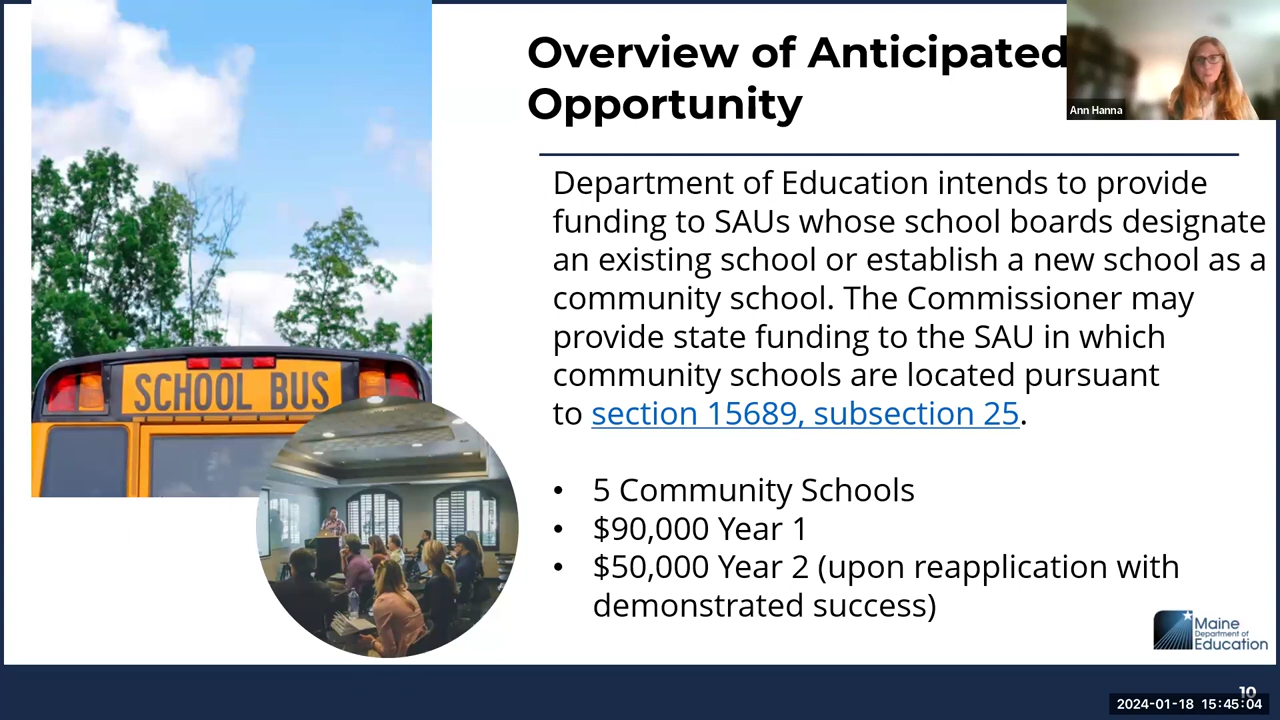 Overview of Anticipated
Opportunity
Ann Hanna
Department of Education intends to provide
funding to SAUs whose school boards designate
an existing school or establish a new school as a
community school. The Commissioner may
provide state funding to the SAU in which
community schools are located pursuant
to section 15689, subsection 25.
SCHOOL BUS
• 5 Community Schools
• $90,000 Year 1
• $50,000 Year 2 (upon reapplication with
demonstrated success)
Maine
Department of
Education
10
2024-01-18 15:45:04